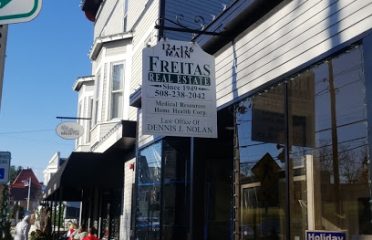 124-126
MAIN
FREITAS
REAL ESTATE
Since 1949
508-238-2042
Medical Resources
Home Health Corp.
Law Office Of
DENNIS J. NOLAN
Holiday